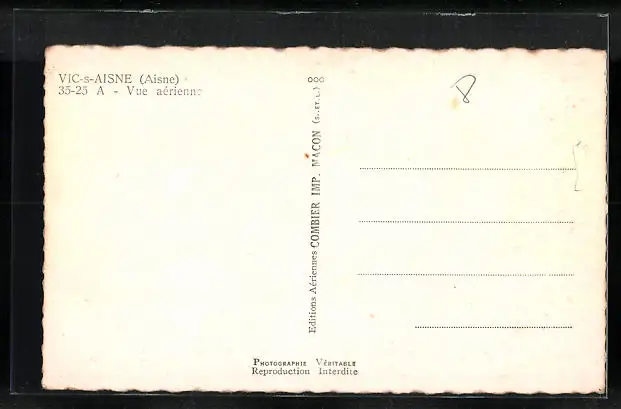 VIC-s-AISNE (Aisne)
35-25 A - Vue aérienne
Editions Aériennes COMBIER IMP. MACON (S.-ET-L.)
PHOTOGRAPHIE VÉRITABLE
Reproduction Interdite